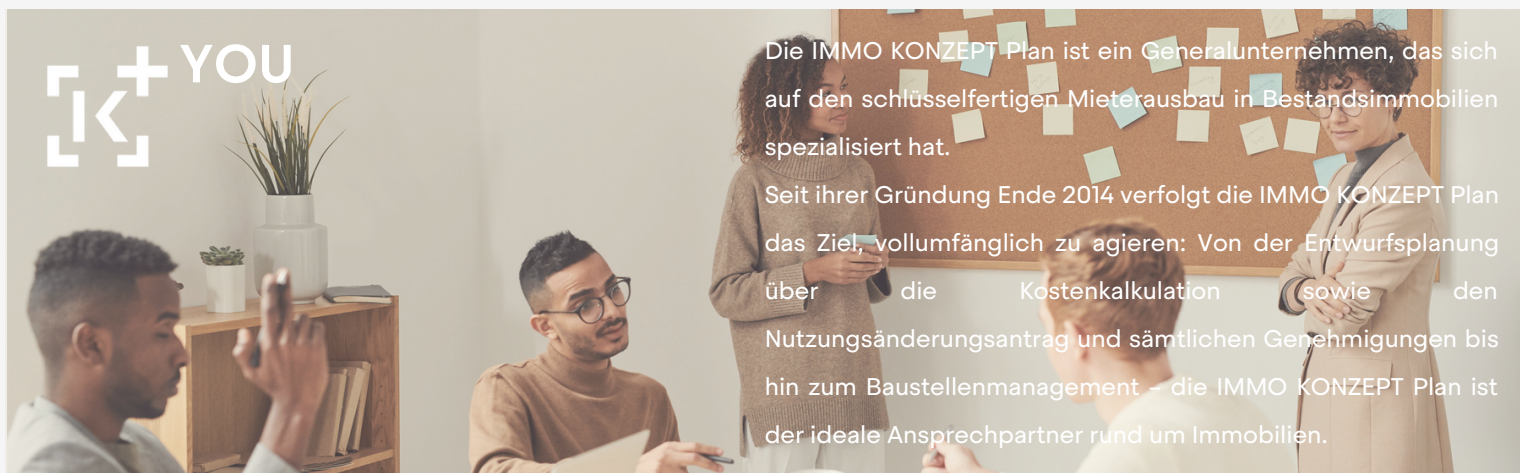 K+ YOU
Die IMMO KONZEPT Plan ist ein Generalunternehmen, das sich
auf den schlüsselfertigen Mieterausbau in Bestandsimmobilien
spezialisiert hat.
Seit ihrer Gründung Ende 2014 verfolgt die IMMO KONZEPT Plan
das Ziel, vollumfänglich zu agieren: Von der Entwurfsplanung
über die Kostenkalkulation sowie den
Nutzungsänderungsantrag und sämtlichen Genehmigungen bis
hin zum Baustellenmanagement – die IMMO KONZEPT Plan ist
der ideale Ansprechpartner rund um Immobilien.